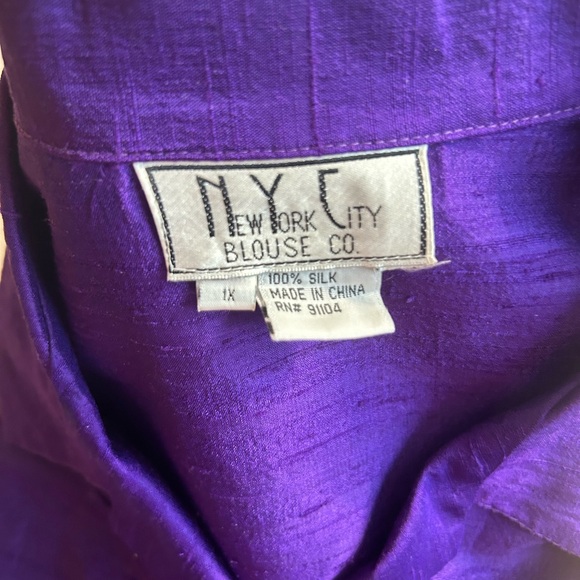 NEW YORK CITY
BLOUSE CO.
1X
100% SILK
MADE IN CHINA
RN# 91104